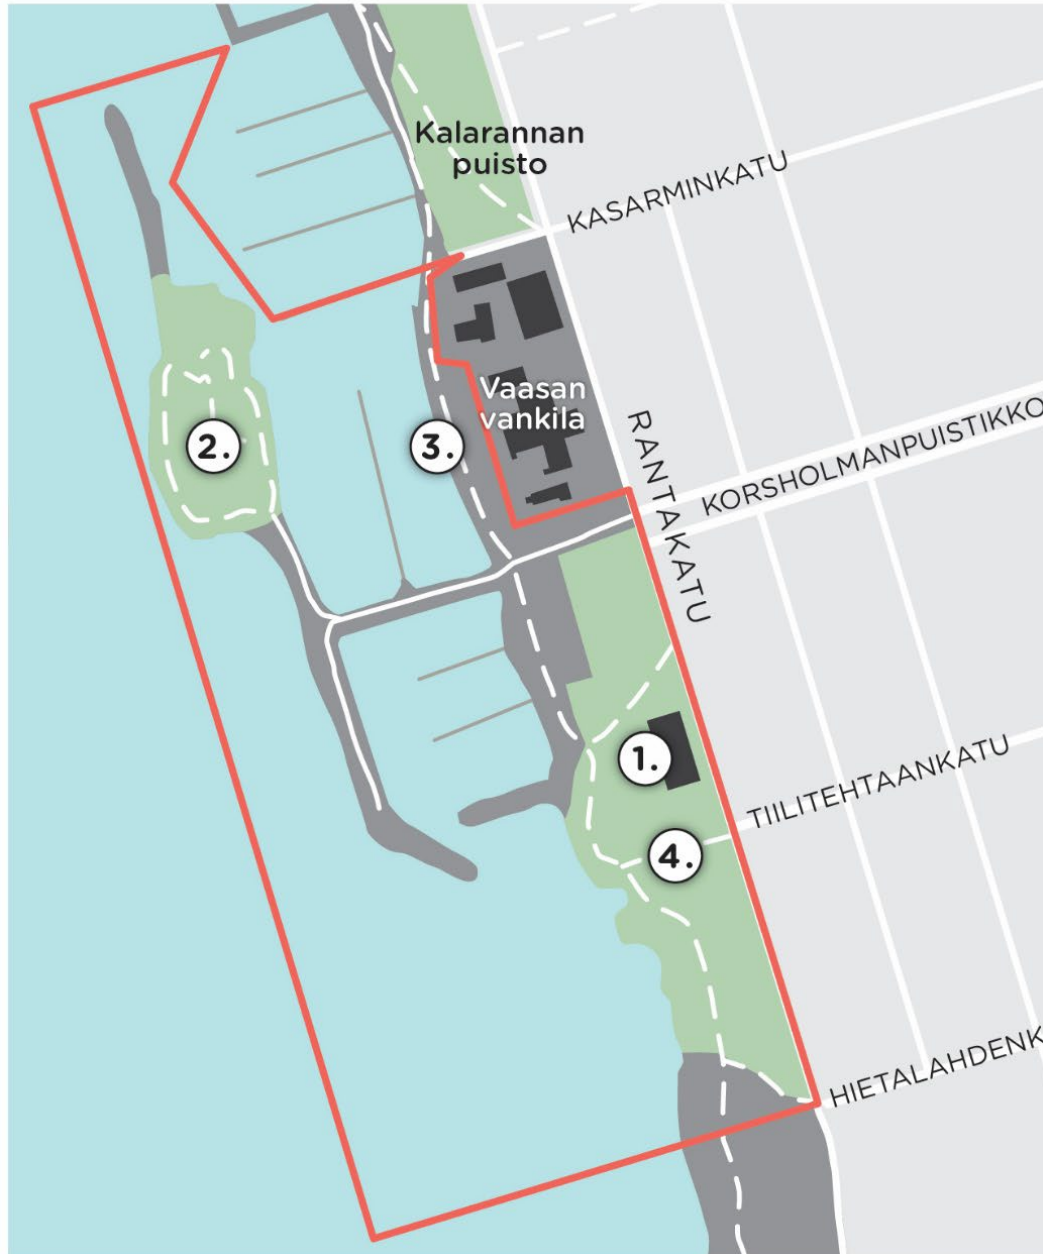 Kalarannan
puisto
KASARMINKATU
Vaasan
vankila
RANTAKATU
KORSHOLMANPUISTIKKO
2.
3.
1.
TIILITEHTAANKATU
4.
HIETALAHDENK